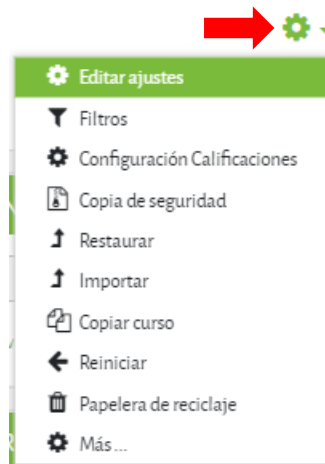 Editar ajustes
Filtros
Configuración Calificaciones
Copia de seguridad
Restaurar
Importar
Copiar curso
Reiniciar
Papelera de reciclaje
Más ...